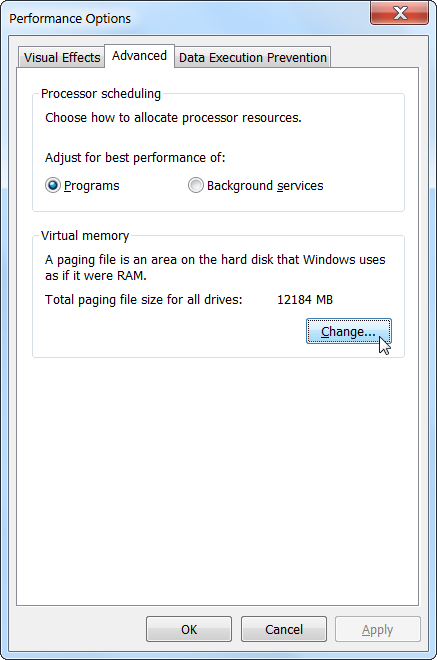 Performance Options
Visual Effects Advanced Data Execution Prevention
Processor scheduling
Choose how to allocate processor resources.
Adjust for best performance of:
Programs Background services
Virtual memory
A paging file is an area on the hard disk that Windows uses
as if it were RAM.
Total paging file size for all drives: 12184 MB
Change...
OK Cancel Apply